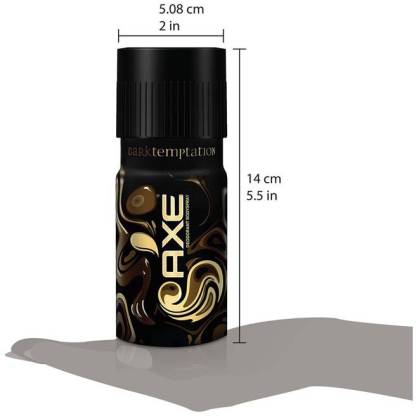 5.08 cm
2 in
DARKtemptation
14 cm
5.5 in
AXE
DEODORANT BODYSPRAY